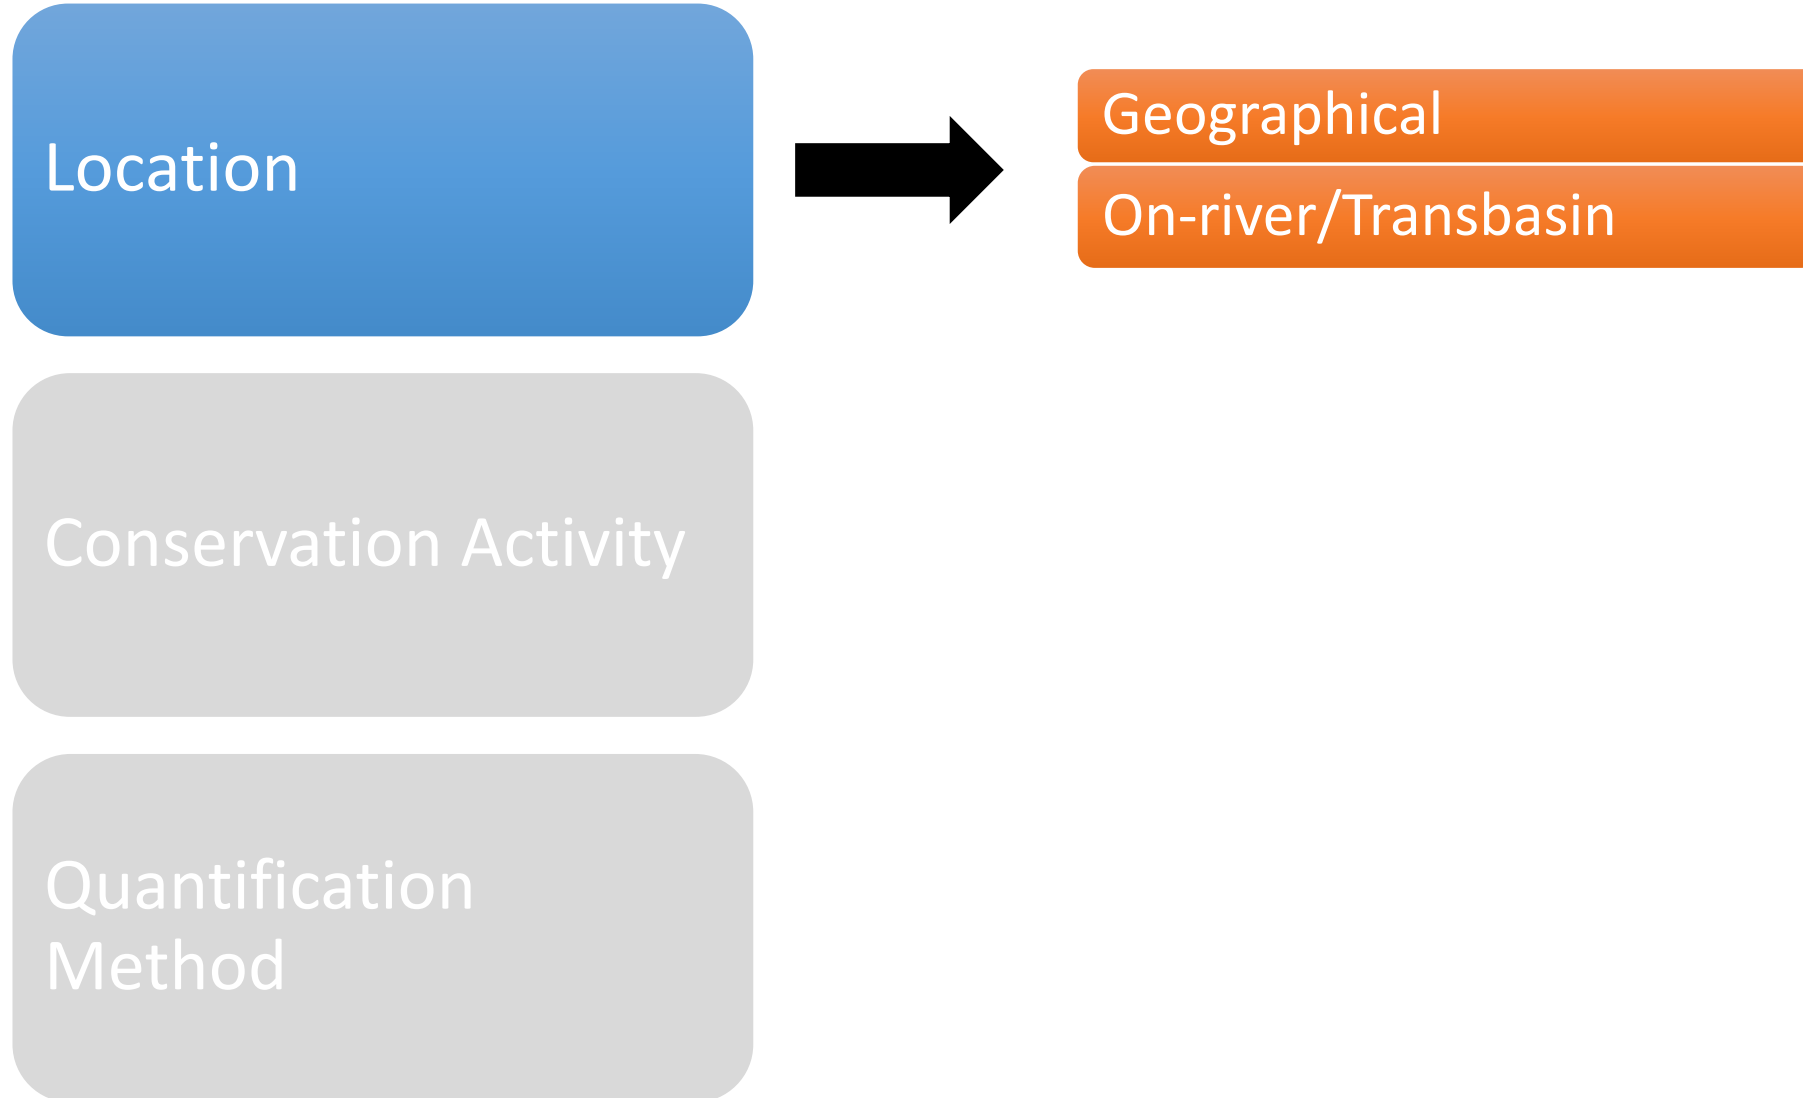 Location
Geographical
On-river/Transbasin
Conservation Activity
Quantification
Method